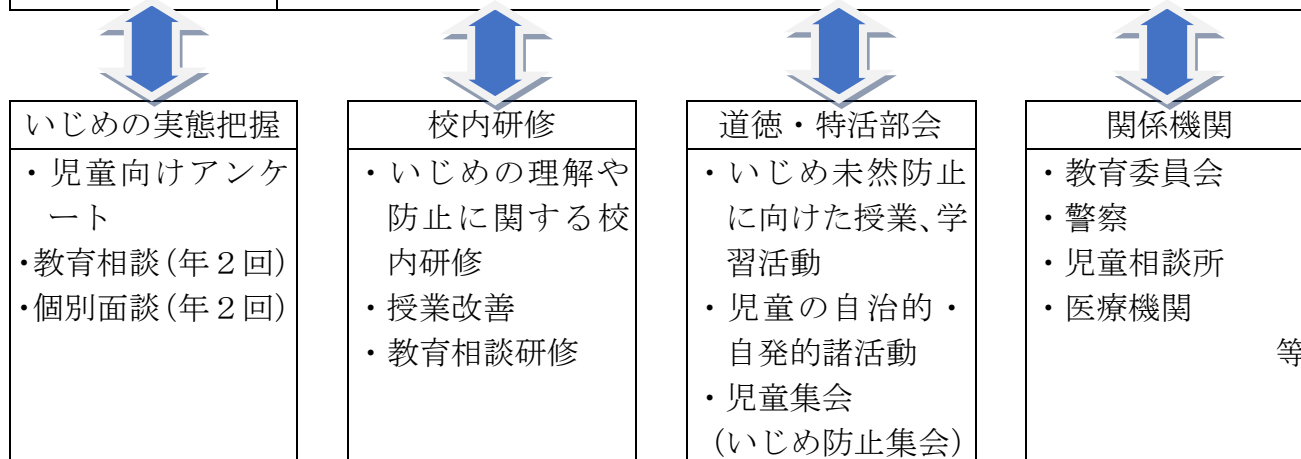 いじめの実態把握
・児童向けアンケ
ート
・教育相談(年２回)
・個別面談(年２回)
校内研修
・いじめの理解や
防止に関する校
内研修
・授業改善
・教育相談研修
道徳・特活部会
・いじめ未然防止
に向けた授業、学
習活動
・児童の自治的・
自発的諸活動
・児童集会
（いじめ防止集会）
関係機関
・教育委員会
・警察
・児童相談所
・医療機関
等